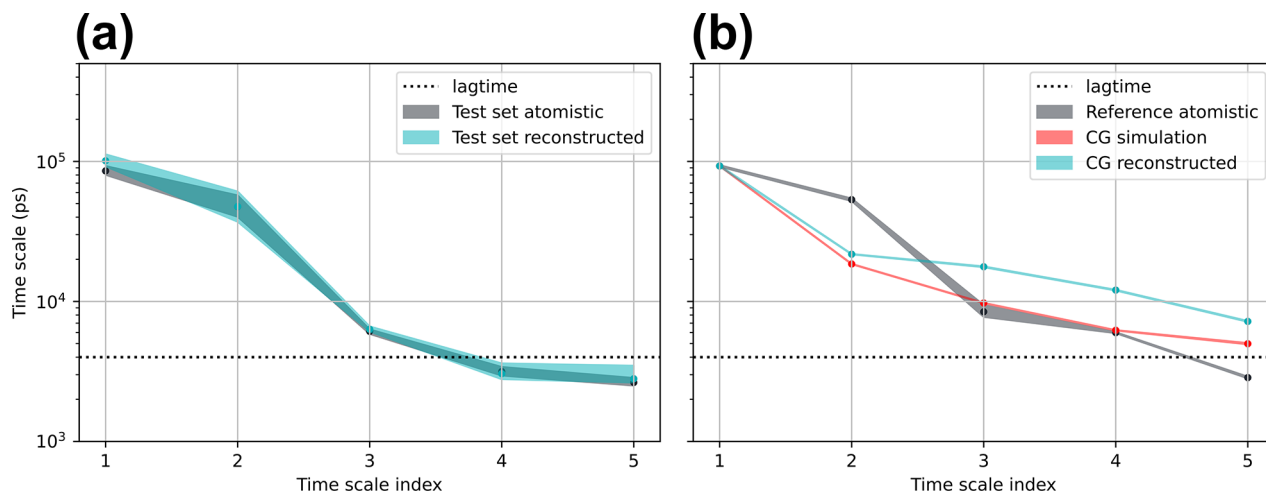 (a)
lagtime
Test set atomistic
Test set reconstructed
Time scale (ps)
10^5
10^4
10^3
1 2 3 4 5
Time scale index
(b)
lagtime
Reference atomistic
CG simulation
CG reconstructed
1 2 3 4 5
Time scale index